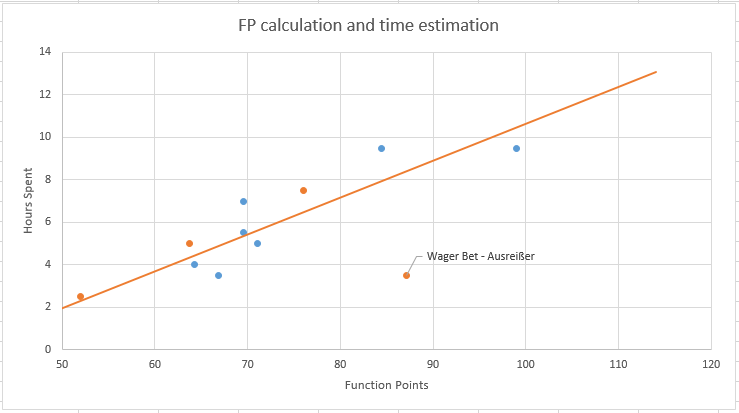 FP calculation and time estimation
14
12
10
8
6
4
2
0
Hours Spent
Wager Bet - Ausreißer
50 60 70 80 90 100 110 120
Function Points